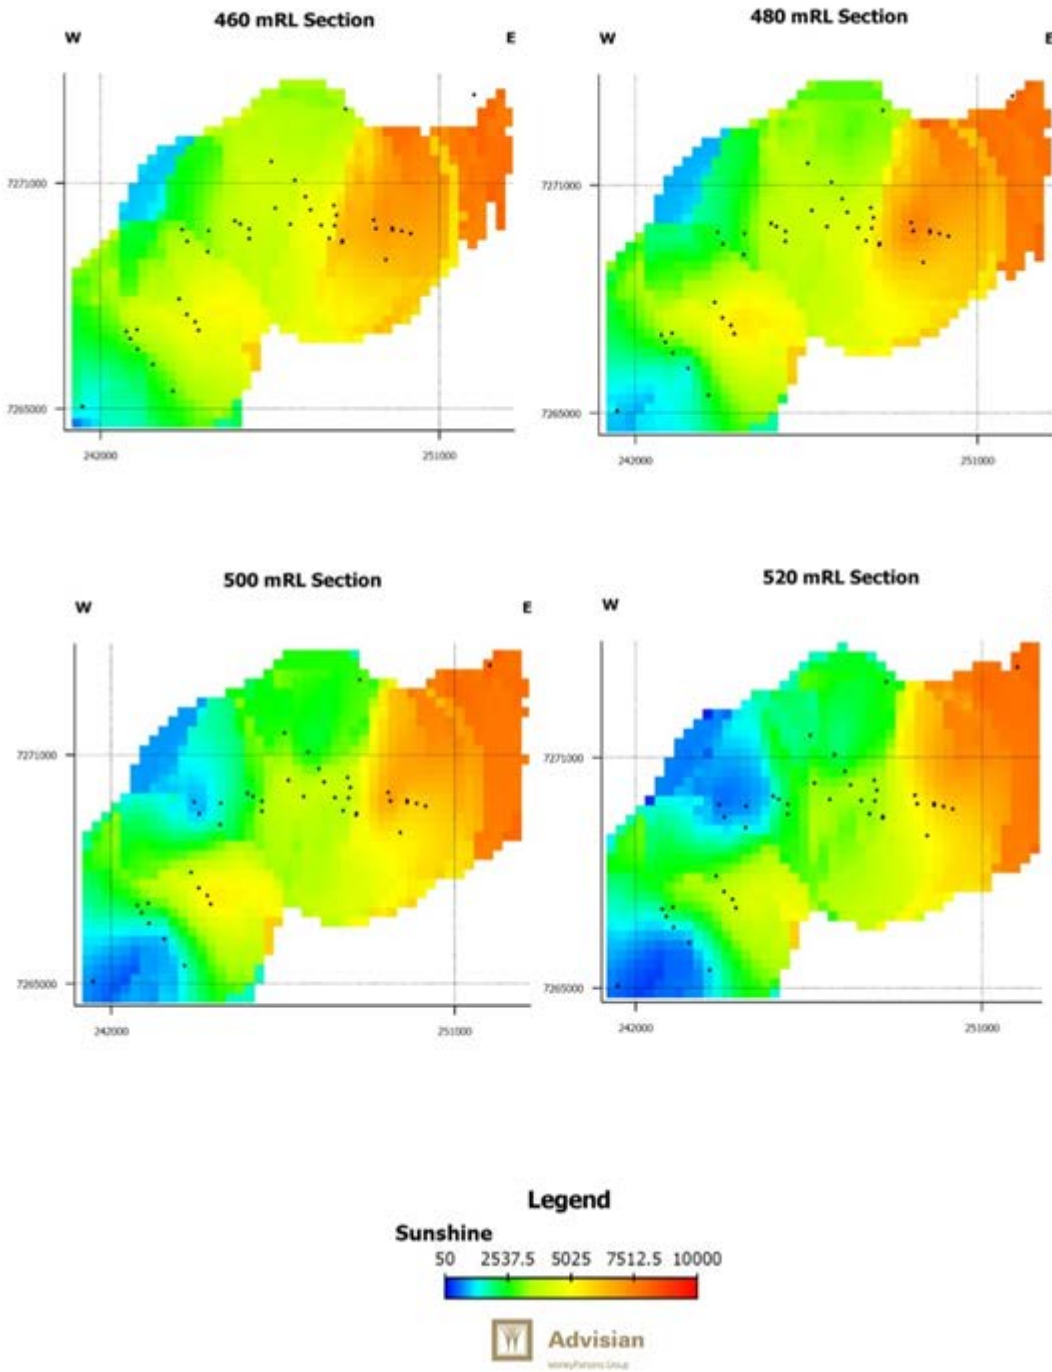 460 mRL Section
W
E
7271000
7265000
242000
251000
480 mRL Section
W
E
7271000
7265000
242000
251000
500 mRL Section
W
E
7271000
7265000
242000
251000
520 mRL Section
W
7271000
7265000
242000
251000
Legend
Sunshine
50 2537.5 5025 7512.5 10000
Advisian
WorleyParsons Group